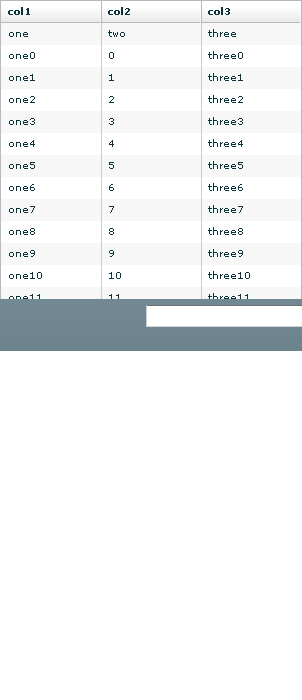 col1 col2 col3
one two three
one0 0 three0
one1 1 three1
one2 2 three2
one3 3 three3
one4 4 three4
one5 5 three5
one6 6 three6
one7 7 three7
one8 8 three8
one9 9 three9
one10 10 three10
one11 11 three11